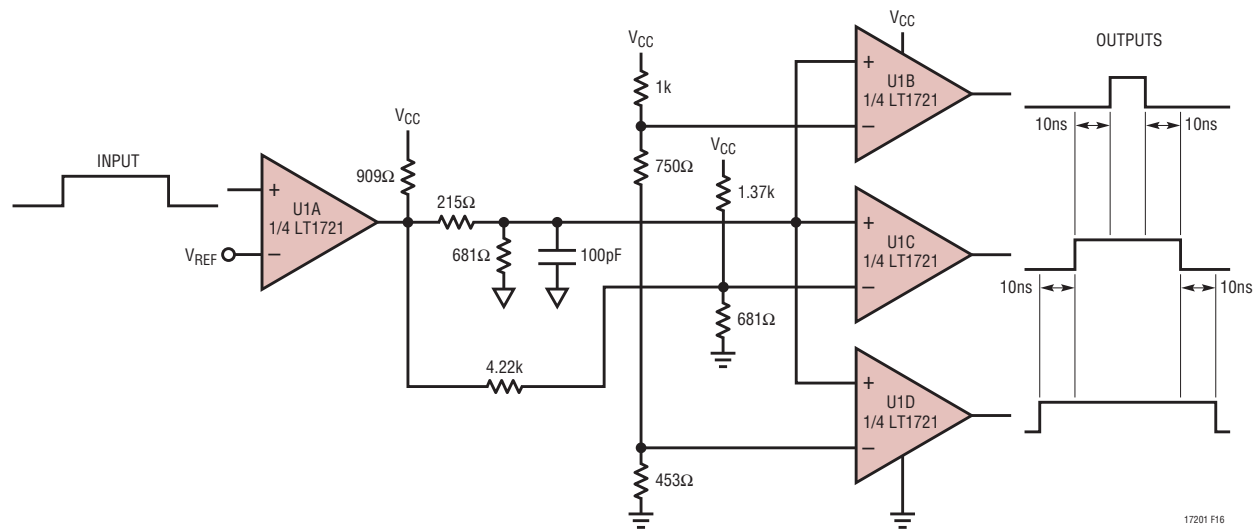 INPUT
VREF
U1A
1/4 LT1721
VCC
909Ω
215Ω
681Ω
100pF
4.22k
VCC
1k
750Ω
453Ω
VCC
1.37k
681Ω
VCC
U1B
1/4 LT1721
U1C
1/4 LT1721
U1D
1/4 LT1721
OUTPUTS
10ns
10ns
10ns
10ns
17201 F16